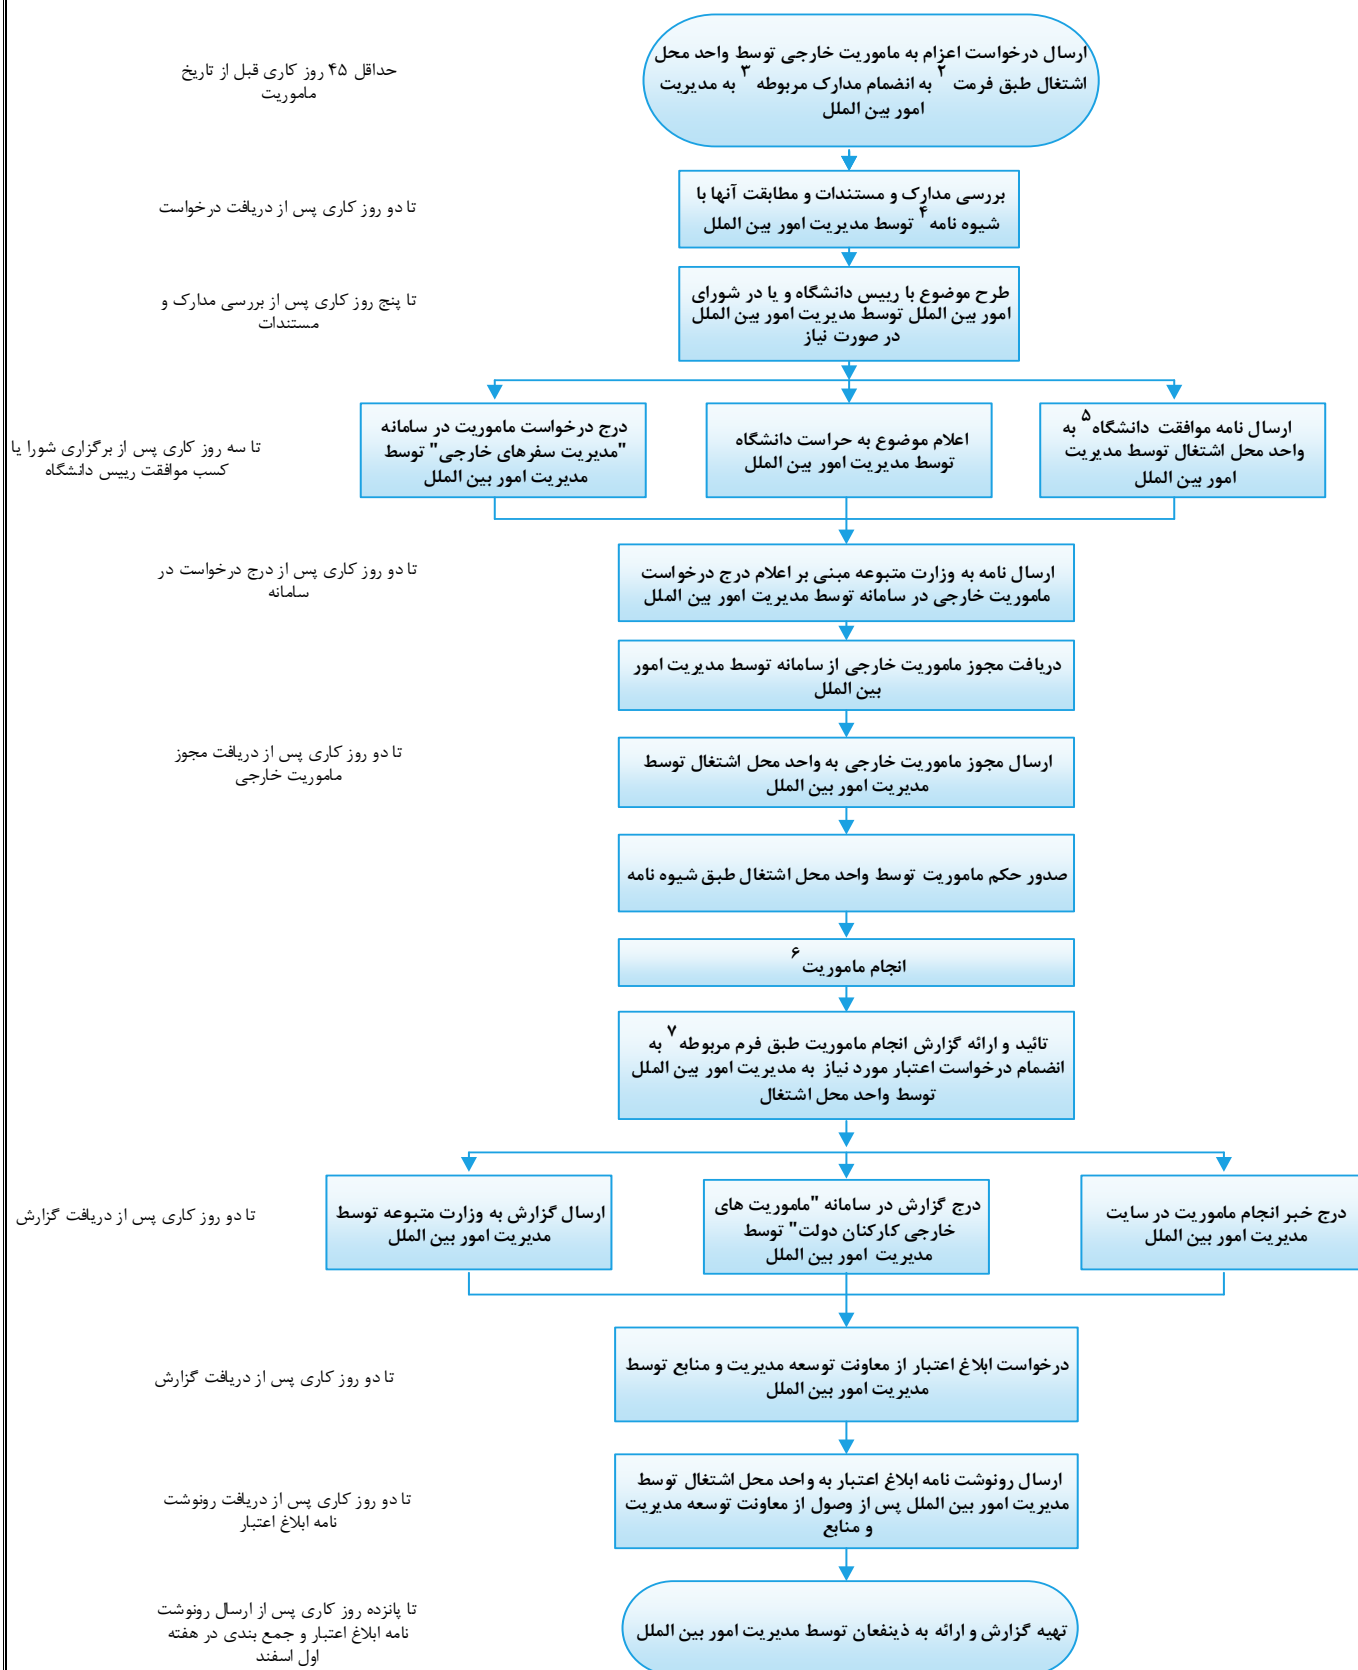 ارسال درخواست اعزام به ماموریت خارجی توسط واحد محل
اشتغال طبق فرمت ۲ به انضمام مدارک مربوطه ۳ به مدیریت
امور بین الملل
حداقل ۴۵ روز کاری قبل از تاریخ
ماموریت
بررسی مدارک و مستندات و مطابقت آنها با
شیوه نامه ۴ توسط مدیریت امور بین الملل
تا دو روز کاری پس از دریافت درخواست
طرح موضوع با رییس دانشگاه و یا در شورای
امور بین الملل توسط مدیریت امور بین الملل
در صورت نیاز
تا پنج روز کاری پس از بررسی مدارک و
مستندات
ارسال نامه موافقت دانشگاه ۵ به
واحد محل اشتغال توسط مدیریت
امور بین الملل
اعلام موضوع به حراست دانشگاه
توسط مدیریت امور بین الملل
درج درخواست ماموریت در سامانه
"مدیریت سفرهای خارجی" توسط
مدیریت امور بین الملل
تا سه روز کاری پس از برگزاری شورا یا
کسب موافقت رییس دانشگاه
ارسال نامه به وزارت متبوعه مبنی بر اعلام درج درخواست
ماموریت خارجی در سامانه توسط مدیریت امور بین الملل
تا دو روز کاری پس از درج درخواست در
سامانه
دریافت مجوز ماموریت خارجی از سامانه توسط مدیریت امور
بین الملل
ارسال مجوز ماموریت خارجی به واحد محل اشتغال توسط
مدیریت امور بین الملل
تا دو روز کاری پس از دریافت مجوز
ماموریت خارجی
صدور حکم ماموریت توسط واحد محل اشتغال طبق شیوه نامه
انجام ماموریت ۶
تائید و ارائه گزارش انجام ماموریت طبق فرم مربوطه ۷ به
انضمام درخواست اعتبار مورد نیاز به مدیریت امور بین الملل
توسط واحد محل اشتغال
درج خبر انجام ماموریت در سایت
مدیریت امور بین الملل
درج گزارش در سامانه "ماموریت های
خارجی کارکنان دولت" توسط
مدیریت امور بین الملل
ارسال گزارش به وزارت متبوعه توسط
مدیریت امور بین الملل
تا دو روز کاری پس از دریافت گزارش
درخواست ابلاغ اعتبار از معاونت توسعه مدیریت و منابع توسط
مدیریت امور بین الملل
تا دو روز کاری پس از دریافت گزارش
ارسال رونوشت نامه ابلاغ اعتبار به واحد محل اشتغال توسط
مدیریت امور بین الملل پس از وصول از معاونت توسعه مدیریت
و منابع
تا دو روز کاری پس از دریافت رونوشت
نامه ابلاغ اعتبار
تهیه گزارش و ارائه به ذینفعان توسط مدیریت امور بین الملل
تا پانزده روز کاری پس از ارسال رونوشت
نامه ابلاغ اعتبار و جمع بندی در هفته
اول اسفند